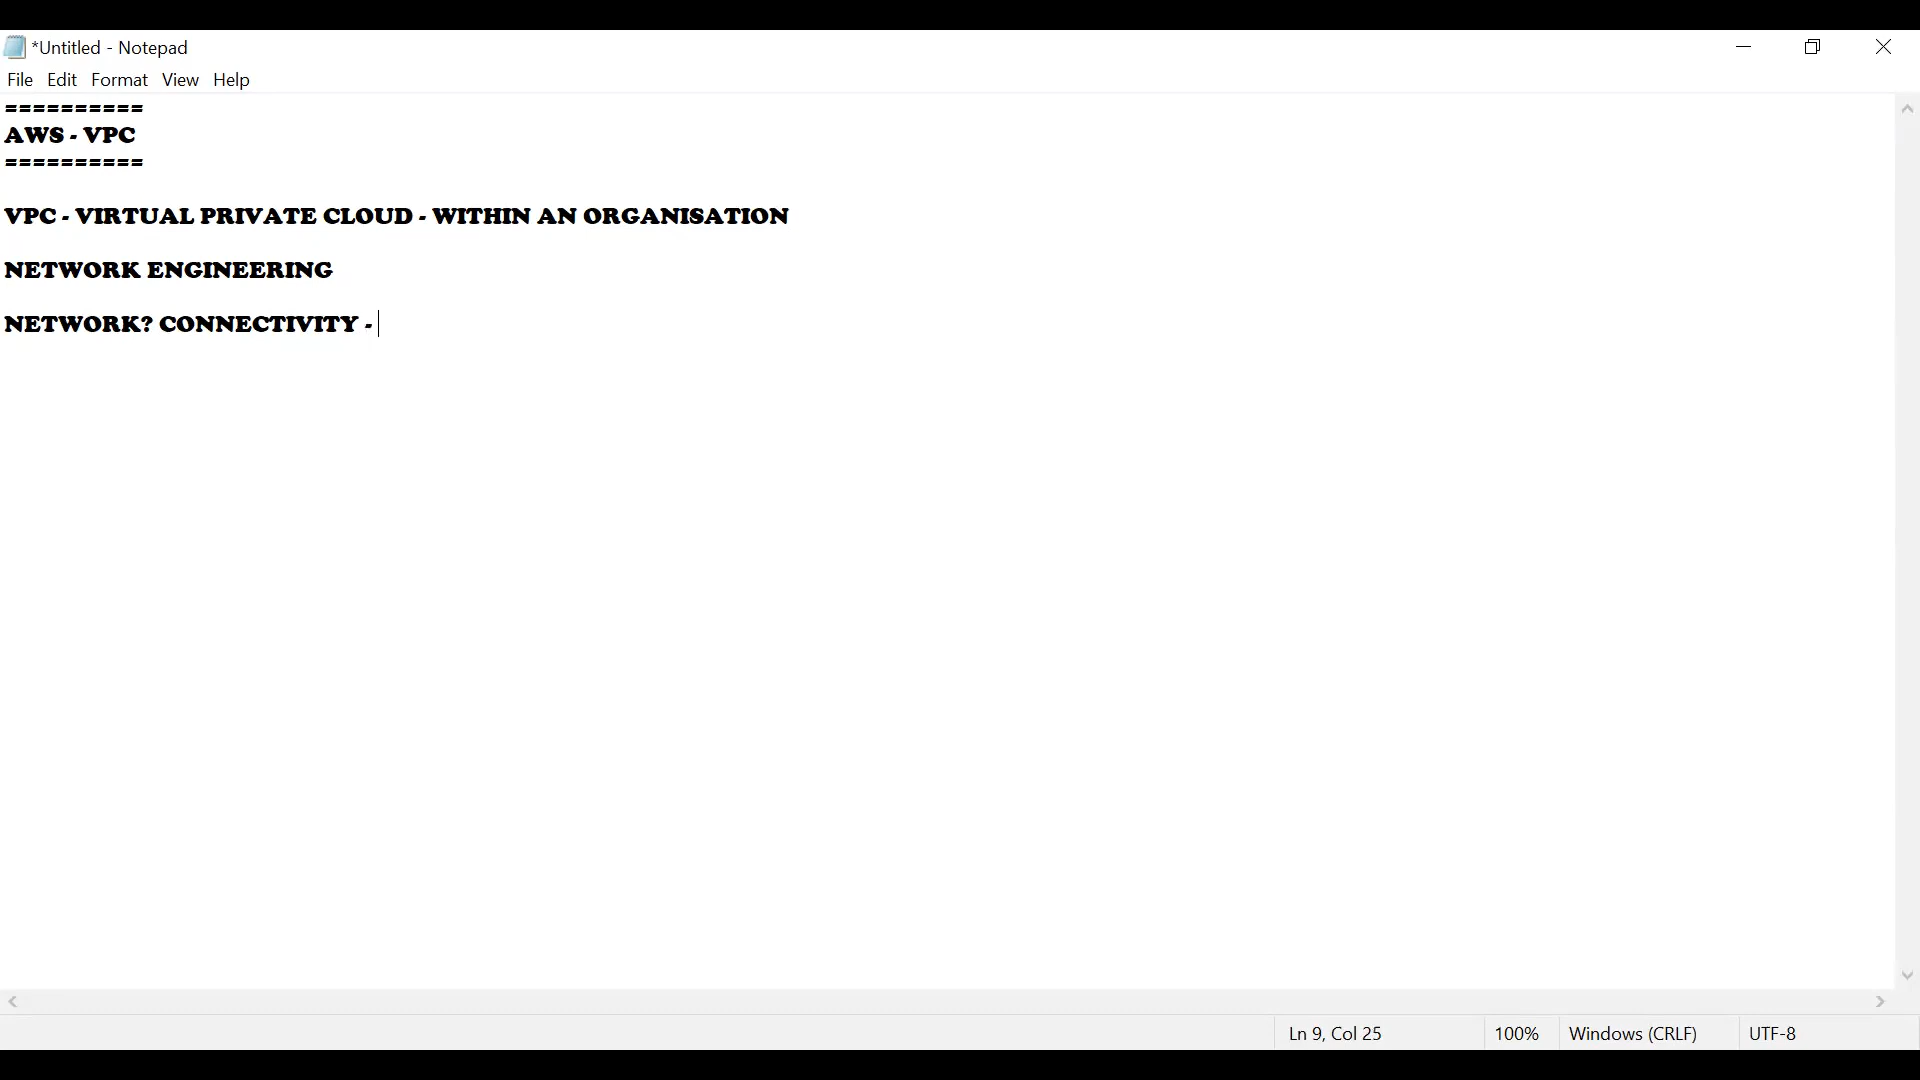 *Untitled - Notepad
File Edit Format View Help
==========
AWS - VPC
==========
VPC - VIRTUAL PRIVATE CLOUD - WITHIN AN ORGANISATION
NETWORK ENGINEERING
NETWORK? CONNECTIVITY -
Ln 9, Col 25 100% Windows (CRLF) UTF-8